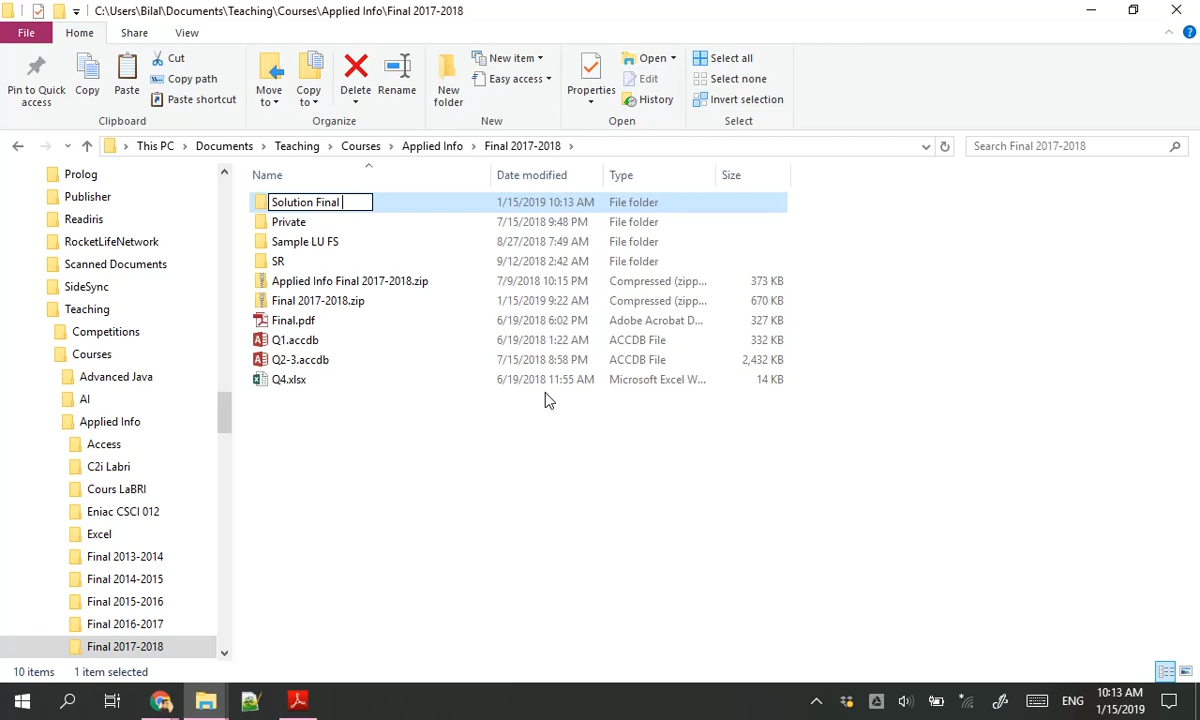 C:\Users\Bilal\Documents\Teaching\Courses\Applied Info\Final 2017-2018
File Home Share View
Pin to Quick access
Copy
Paste
Cut
Copy path
Paste shortcut
Clipboard
Move to
Copy to
Delete
Rename
Organize
New folder
New item
Easy access
New
Properties
Open
Edit
History
Open
Select all
Select none
Invert selection
Select
This PC > Documents > Teaching > Courses > Applied Info > Final 2017-2018 >
Search Final 2017-2018
Prolog
Publisher
Readiris
RocketLifeNetwork
Scanned Documents
SideSync
Teaching
Competitions
Courses
Advanced Java
AI
Applied Info
Access
C2i Labri
Cours LaBRI
Eniac CSCI 012
Excel
Final 2013-2014
Final 2014-2015
Final 2015-2016
Final 2016-2017
Final 2017-2018
Name Date modified Type Size
Solution Final 1/15/2019 10:13 AM File folder
Private 7/15/2018 9:48 PM File folder
Sample LU FS 8/27/2018 7:49 AM File folder
SR 9/12/2018 2:42 AM File folder
Applied Info Final 2017-2018.zip 7/9/2018 10:15 PM Compressed (zipp... 373 KB
Final 2017-2018.zip 1/15/2019 9:22 AM Compressed (zipp... 670 KB
Final.pdf 6/19/2018 6:02 PM Adobe Acrobat D... 327 KB
Q1.accdb 6/19/2018 1:22 AM ACCDB File 332 KB
Q2-3.accdb 7/15/2018 8:58 PM ACCDB File 2,432 KB
Q4.xlsx 6/19/2018 11:55 AM Microsoft Excel W... 14 KB
10 items 1 item selected
ENG
10:13 AM
1/15/2019